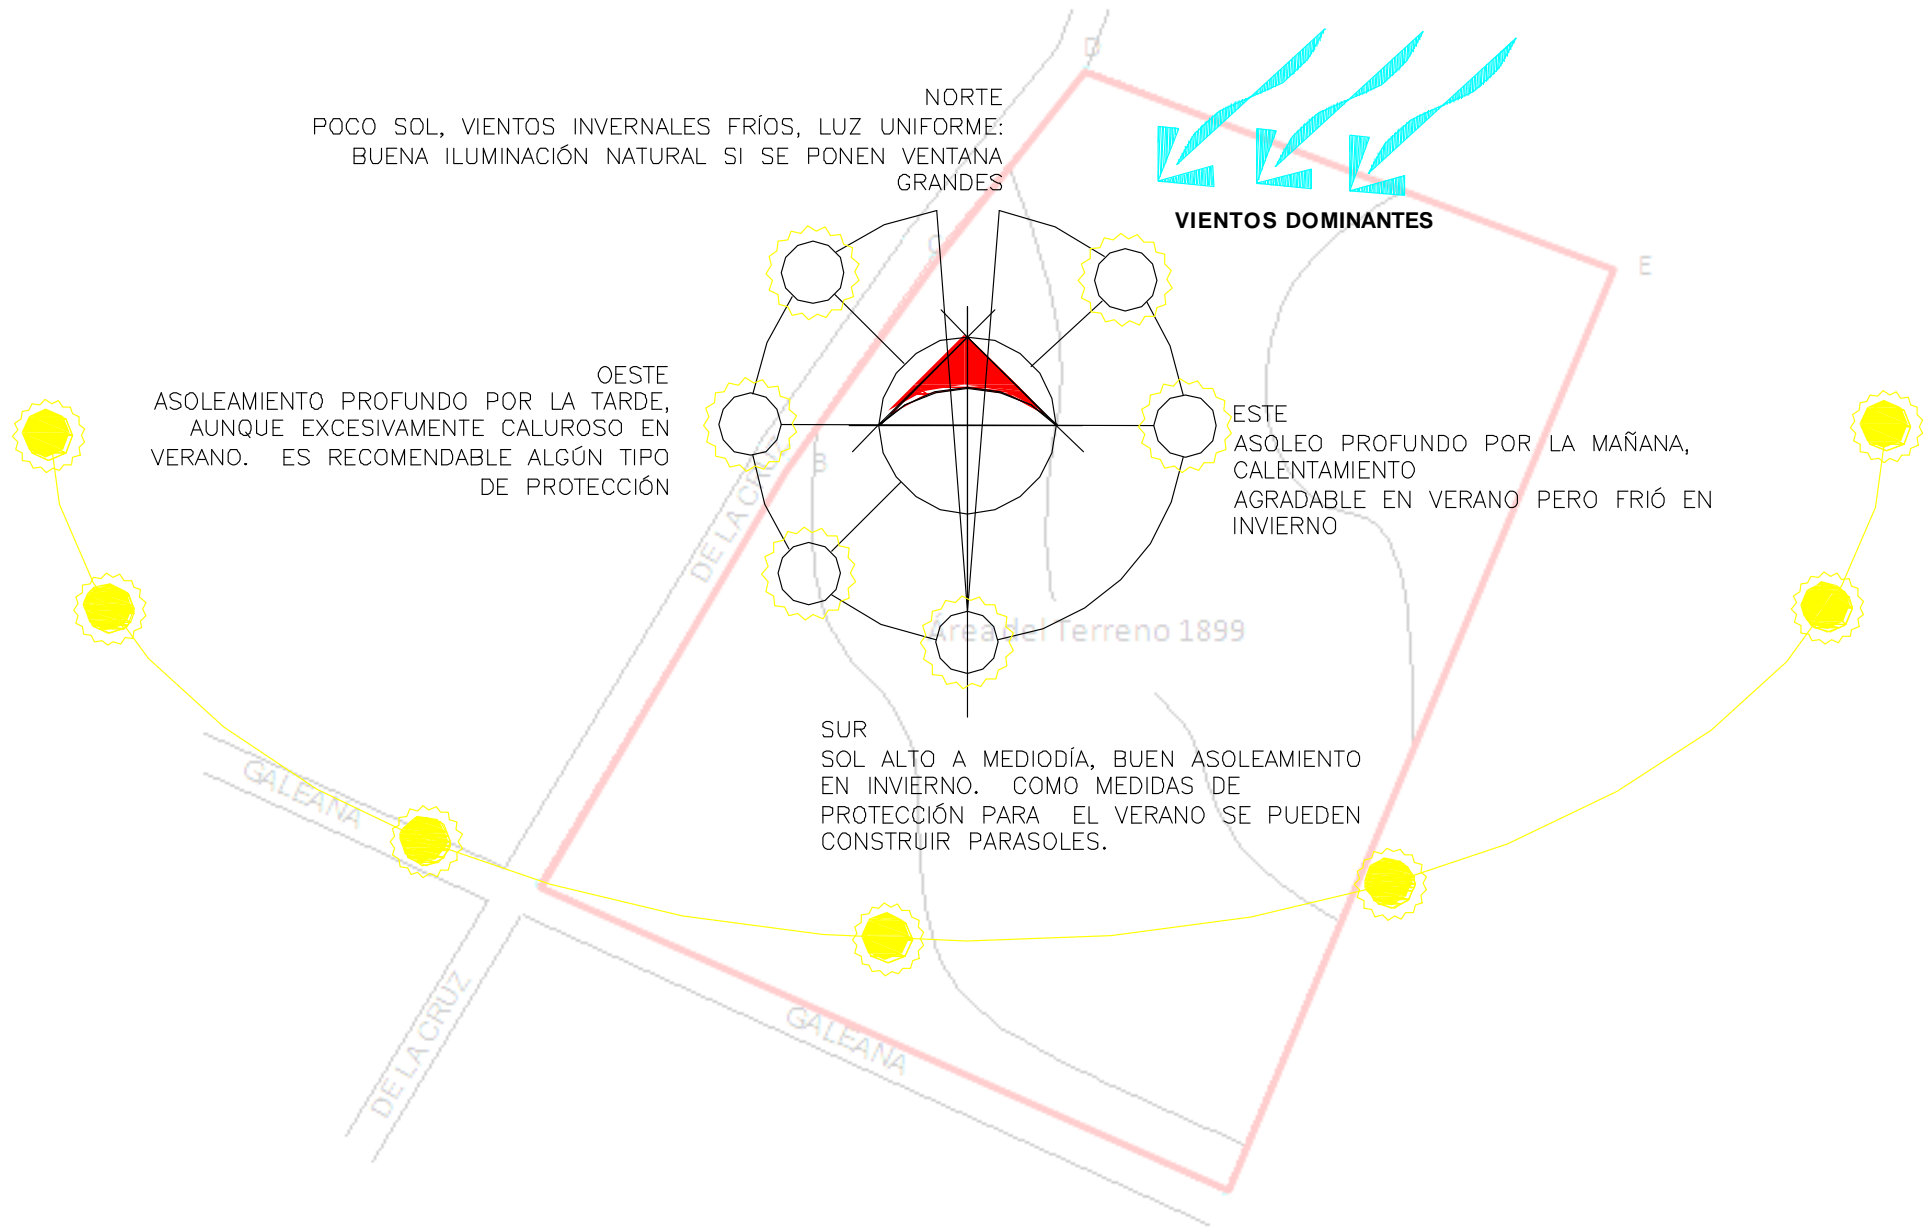 D
NORTE
POCO SOL, VIENTOS INVERNALES FRÍOS, LUZ UNIFORME:
BUENA ILUMINACIÓN NATURAL SI SE PONEN VENTANA
GRANDES
VIENTOS DOMINANTES
C
E
OESTE
ASOLEAMIENTO PROFUNDO POR LA TARDE,
AUNQUE EXCESIVAMENTE CALUROSO EN
VERANO. ES RECOMENDABLE ALGÚN TIPO
DE PROTECCIÓN
B
ESTE
ASOLEO PROFUNDO POR LA MAÑANA,
CALENTAMIENTO
AGRADABLE EN VERANO PERO FRIÓ EN
INVIERNO
DE LA CRUZ
Área del Terreno 1899
SUR
SOL ALTO A MEDIODÍA, BUEN ASOLEAMIENTO
EN INVIERNO. COMO MEDIDAS DE
PROTECCIÓN PARA EL VERANO SE PUEDEN
CONSTRUIR PARASOLES.
GALEANA
DE LA CRUZ
GALEANA